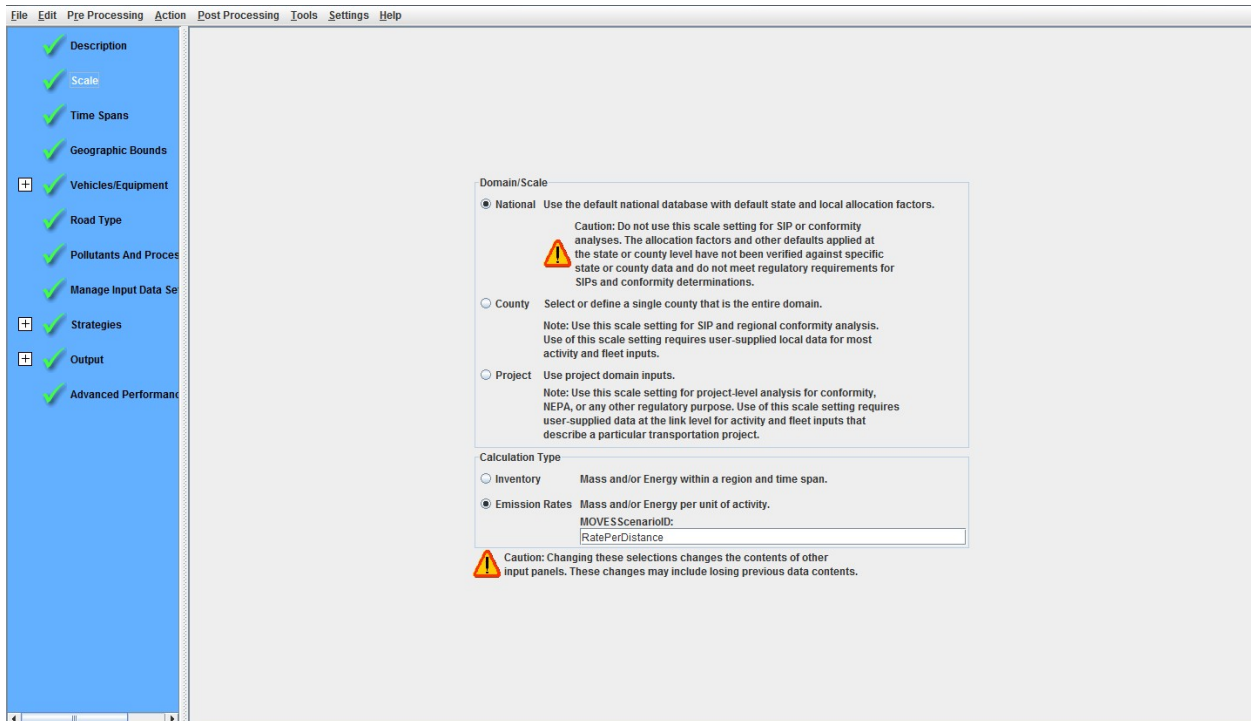 File Edit Pre Processing Action Post Processing Tools Settings Help
Description
Scale
Time Spans
Geographic Bounds
Vehicles/Equipment
Road Type
Pollutants And Proces
Manage Input Data Se
Strategies
Output
Advanced Performanc
Domain/Scale
National Use the default national database with default state and local allocation factors.
Caution: Do not use this scale setting for SIP or conformity
analyses. The allocation factors and other defaults applied at
the state or county level have not been verified against specific
state or county data and do not meet regulatory requirements for
SIPs and conformity determinations.
County Select or define a single county that is the entire domain.
Note: Use this scale setting for SIP and regional conformity analysis.
Use of this scale setting requires user-supplied local data for most
activity and fleet inputs.
Project Use project domain inputs.
Note: Use this scale setting for project-level analysis for conformity,
NEPA, or any other regulatory purpose. Use of this scale setting requires
user-supplied data at the link level for activity and fleet inputs that
describe a particular transportation project.
Calculation Type
Inventory Mass and/or Energy within a region and time span.
Emission Rates Mass and/or Energy per unit of activity.
MOVESScenarioID:
RatePerDistance
Caution: Changing these selections changes the contents of other
input panels. These changes may include losing previous data contents.